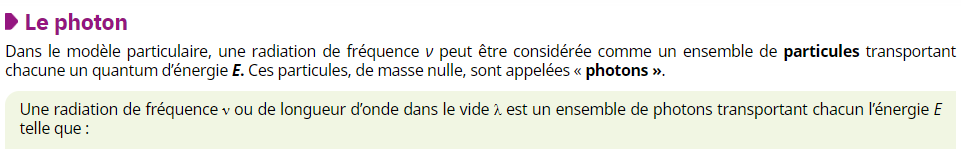 Le photon
Dans le modèle particulaire, une radiation de fréquence ν peut être considérée comme un ensemble de particules transportant
chacune un quantum d’énergie E. Ces particules, de masse nulle, sont appelées « photons ».
Une radiation de fréquence ν ou de longueur d’onde dans le vide λ est un ensemble de photons transportant chacun l’énergie E
telle que :